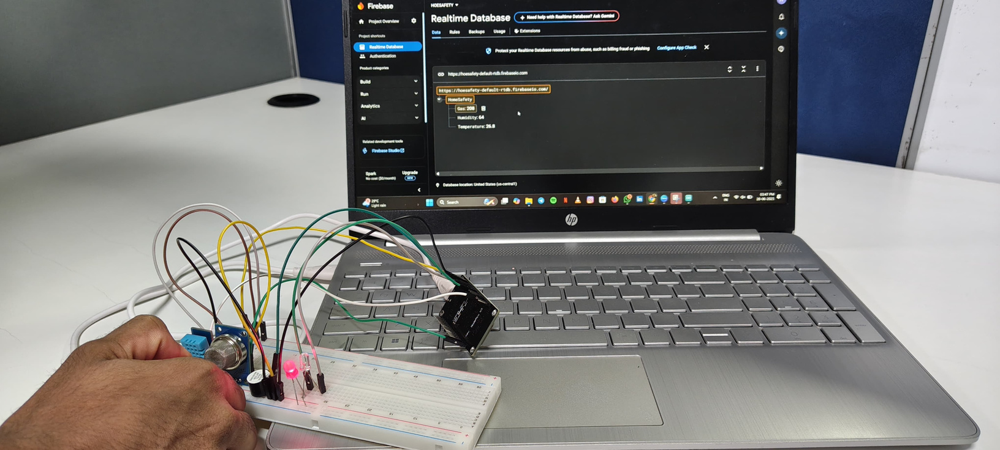 Firebase
Project Overview
Project shortcuts
Realtime Database
Authentication
Product categories
Build
Run
Analytics
AI
Related development tools
Firebase Studio
Spark
No cost ($0/month)
Upgrade
NEW
HOESAFETY
Realtime Database
Need help with Realtime Database? Ask Gemini
Data Rules Backups Usage Extensions
Protect your Realtime Database resources from abuse, such as billing fraud or phishing Configure App Check
https://hoesafety-default-rtdb.firebaseio.com
https://hoesafety-default-rtdb.firebaseio.com/
HomeSafety
Gas: 208
Humidity: 64
Temperature: 26.8
Database location: United States (us-central1)
29°C
Light rain
Search
ENG
IN
03:47 PM
20-06-2025
hp